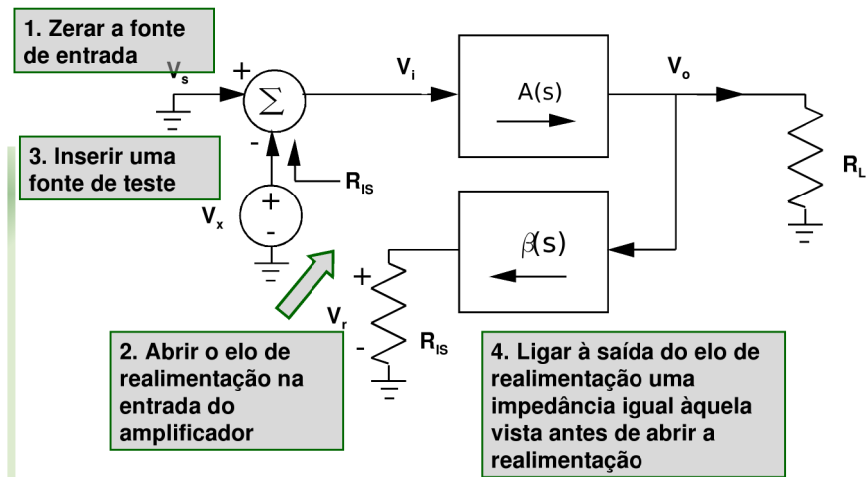 1. Zerar a fonte
de entrada
Vs
+
Σ
-
Vi
A(s)
Vo
RL
3. Inserir uma
fonte de teste
RIS
Vx
+
-
β(s)
+
Vr
-
RIS
2. Abrir o elo de
realimentação na
entrada do
amplificador
4. Ligar à saída do elo de
realimentação uma
impedância igual àquela
vista antes de abrir a
realimentação